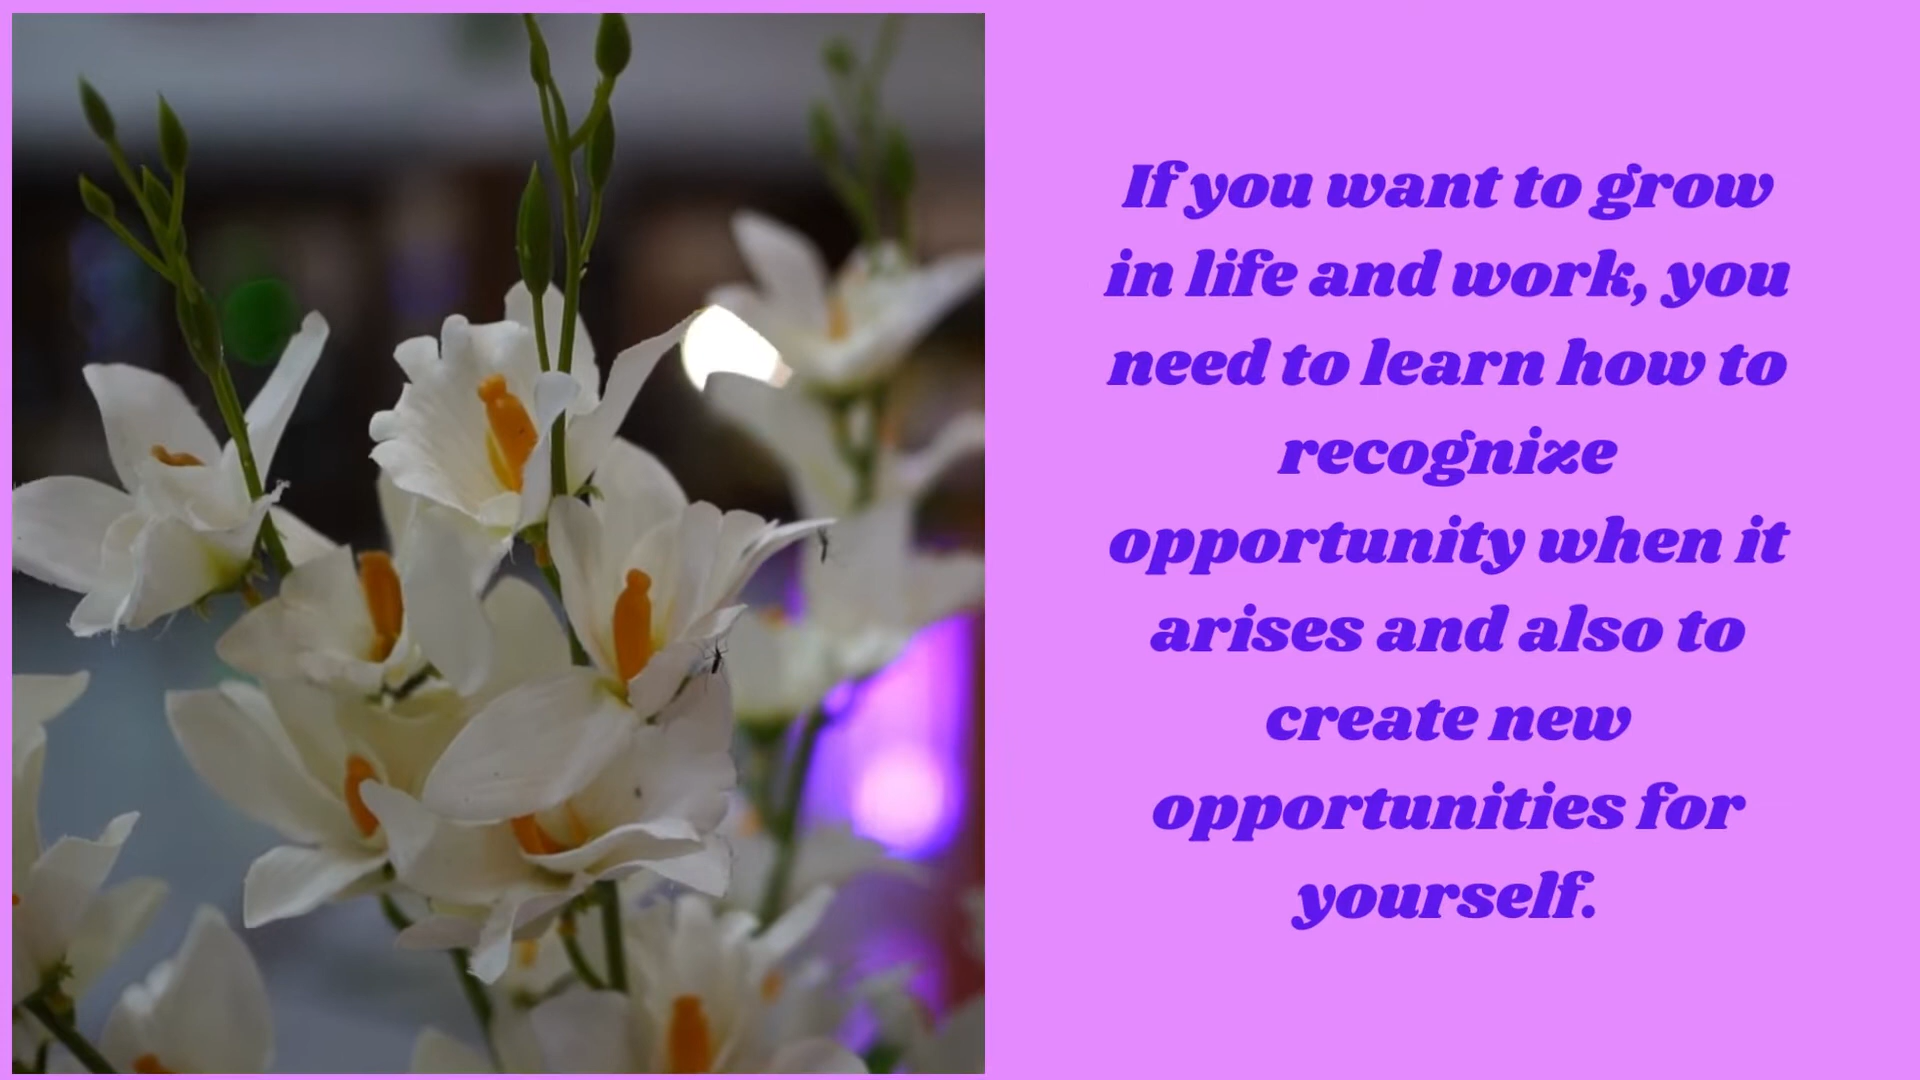 If you want to grow
in life and work, you
need to learn how to
recognize
opportunity when it
arises and also to
create new
opportunities for
yourself.